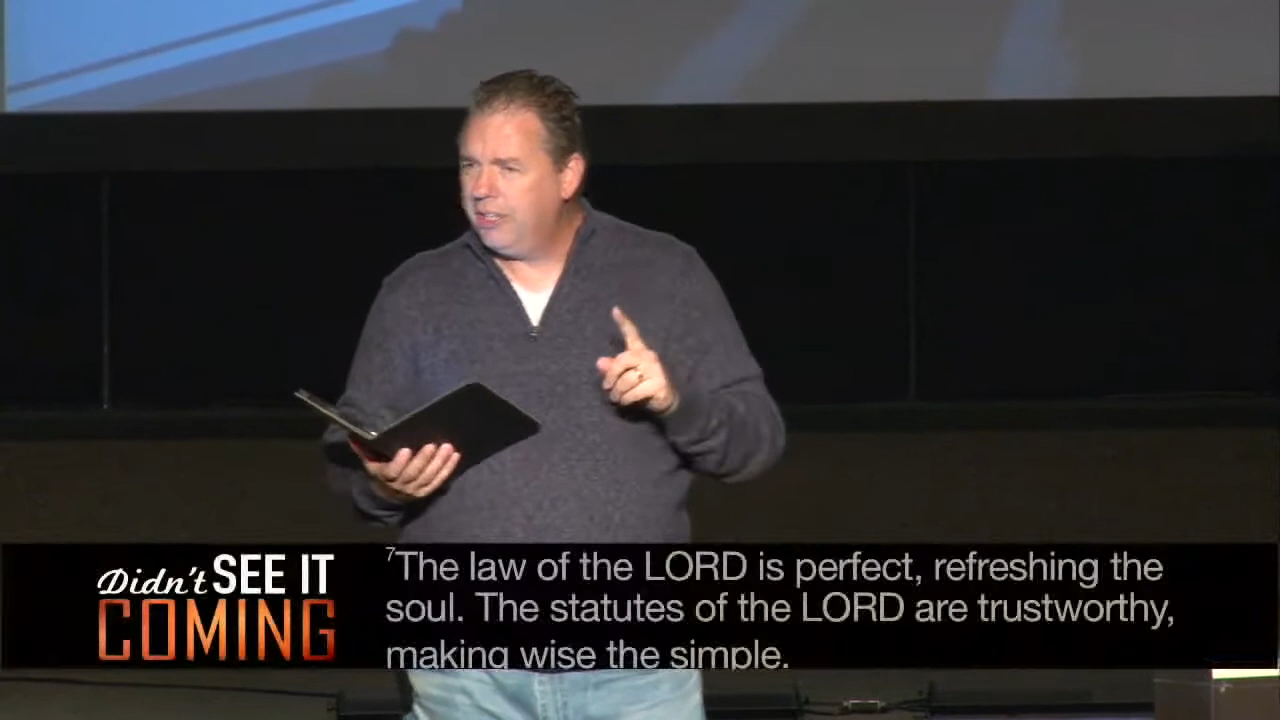 Didn't SEE IT
COMING
⁷The law of the LORD is perfect, refreshing the
soul. The statutes of the LORD are trustworthy,
making wise the simple.